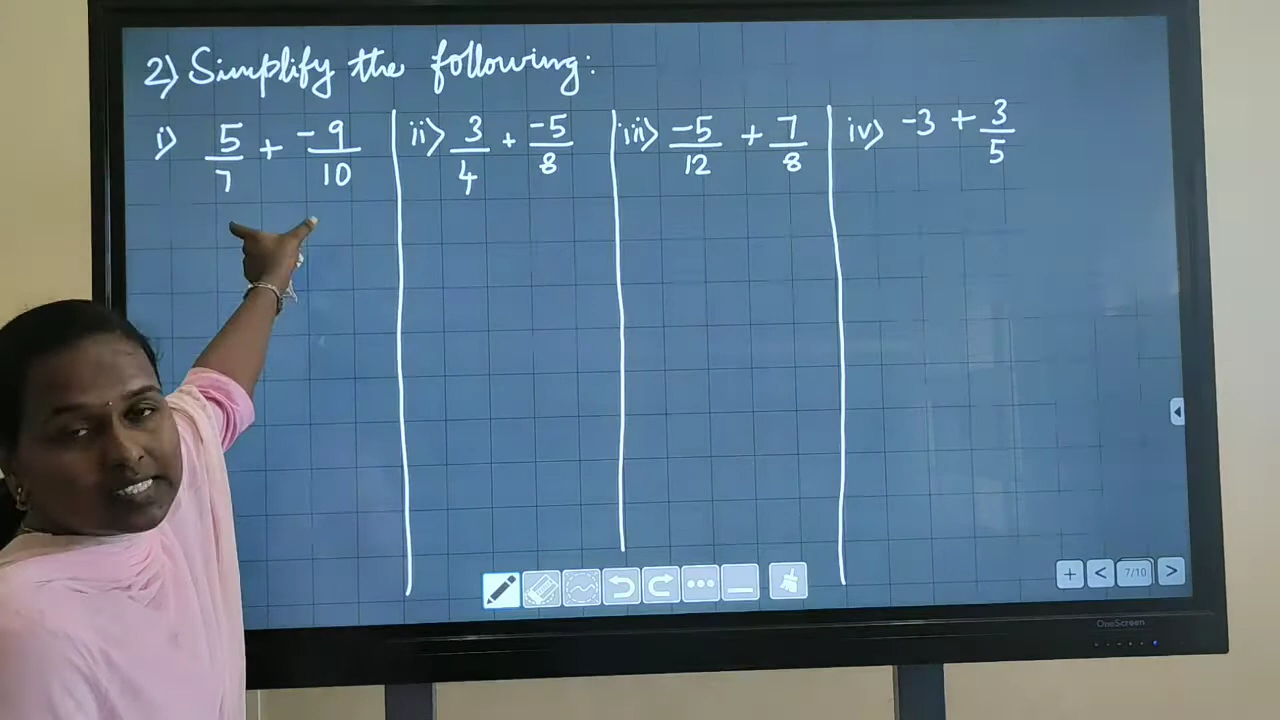 2) Simplify the following:
i) 5/7 + -9/10
ii) 3/4 + -5/8
iii) -5/12 + 7/8
iv) -3 + 3/5
+ < 7/10 >
OneScreen